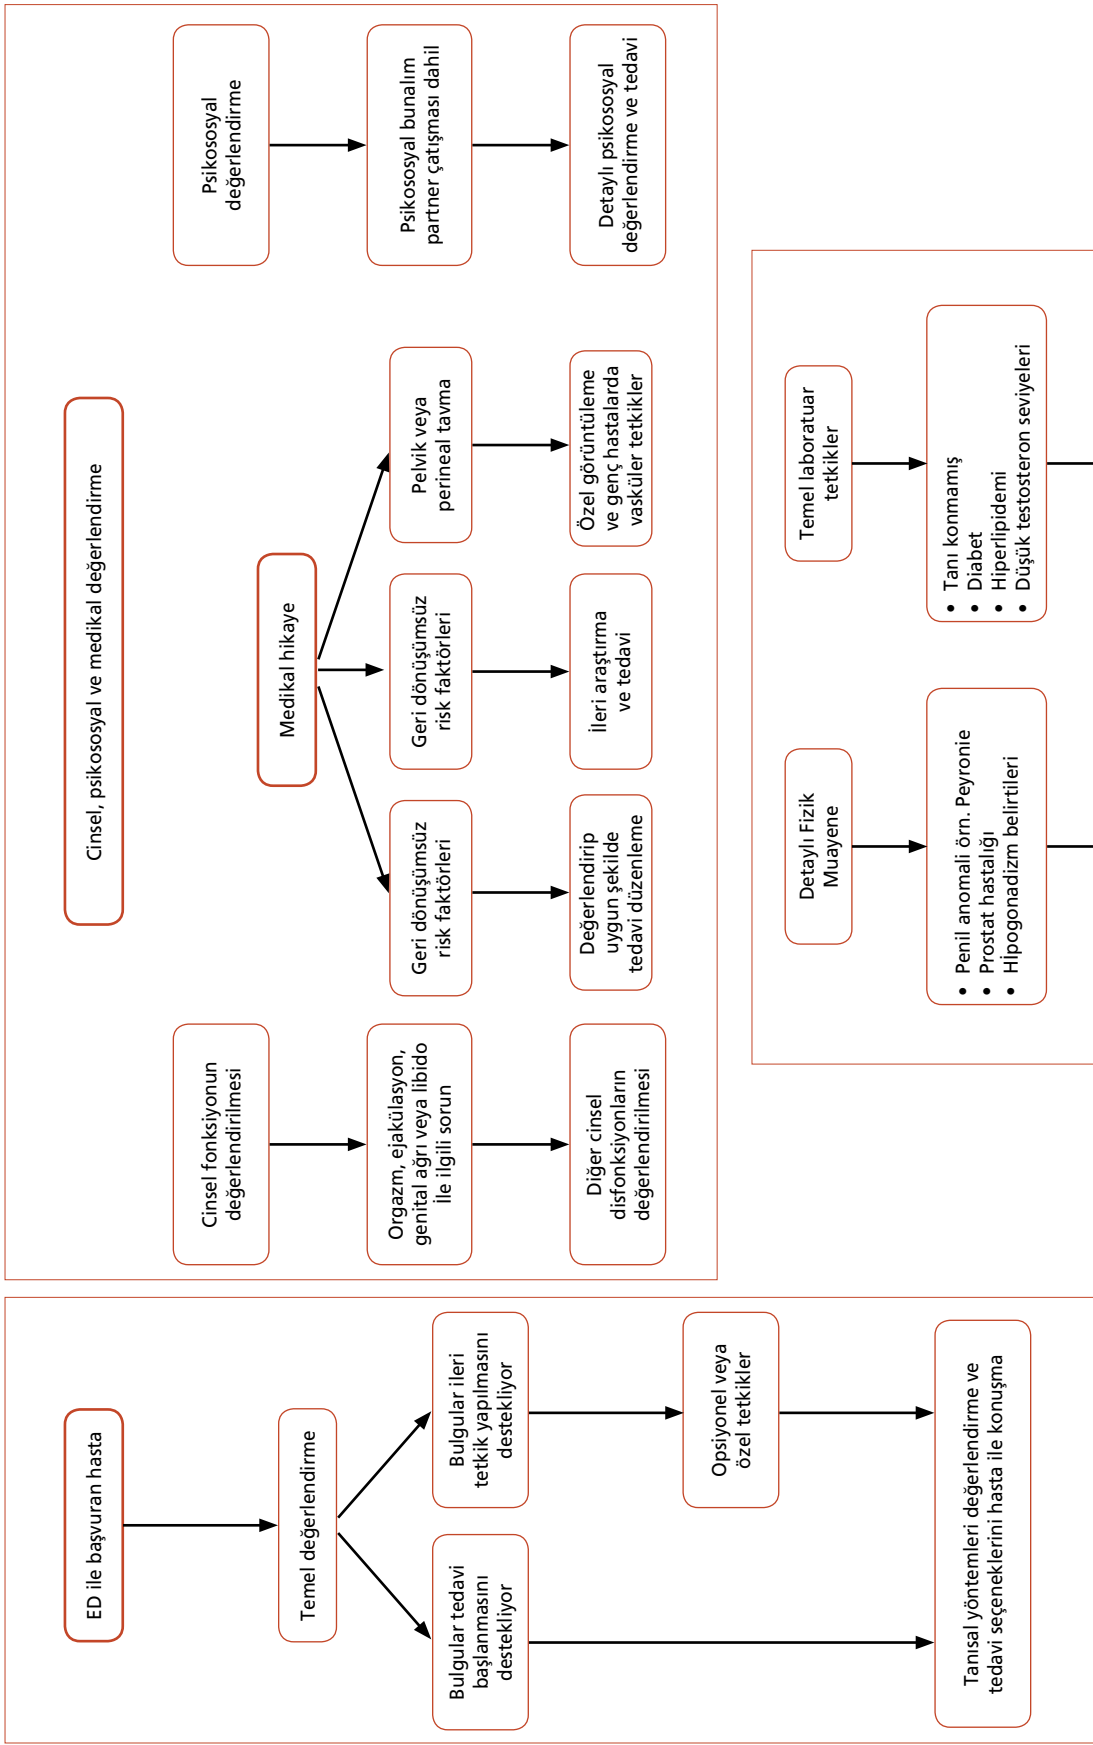 ED ile başvuran hasta
Temel değerlendirme
Bulgular tedavi
başlanmasını
destekliyor
Bulgular ileri
tetkik yapılmasını
destekliyor
Opsiyonel veya
özel tetkikler
Tanısal yöntemleri değerlendirme ve
tedavi seçeneklerini hasta ile konuşma
Cinsel, psikososyal ve medikal değerlendirme
Cinsel fonksiyonun
değerlendirilmesi
Orgazm, ejakülasyon,
genital ağrı veya libido
İle ilgili sorun
Diğer cinsel
disfonksiyonların
değerlendirilmesi
Medikal hikaye
Geri dönüşümsüz
risk faktörleri
Değerlendirip
uygun şekilde
tedavi düzenleme
Geri dönüşümsüz
risk faktörleri
İleri araştırma
ve tedavi
Pelvik veya
perineal tavma
Özel görüntüleme
ve genç hastalarda
vasküler tetkikler
Psikososyal
değerlendirme
Psikososyal bunalım
partner çatışması dahil
Detaylı psikososyal
değerlendirme ve tedavi
Detaylı Fizik
Muayene
• Penil anomali örn. Peyronie
• Prostat hastalığı
• Hİpogonadizm belirtileri
Temel laboratuar
tetkikler
• Tanı konmamış
• Diabet
• Hiperlipidemi
• Düşük testosteron seviyeleri